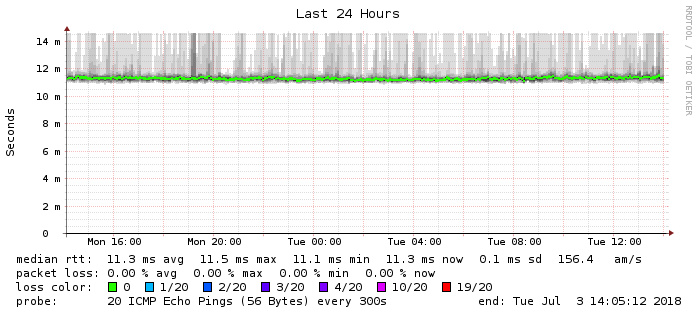 Last 24 Hours
RRDTOOL / TOBI OETIKER
Seconds
14 m
12 m
10 m
8 m
6 m
4 m
2 m
0
Mon 16:00 Mon 20:00 Tue 00:00 Tue 04:00 Tue 08:00 Tue 12:00
median rtt: 11.3 ms avg 11.5 ms max 11.1 ms min 11.3 ms now 0.1 ms sd 156.4 am/s
packet loss: 0.00 % avg 0.00 % max 0.00 % min 0.00 % now
loss color: 0 1/20 2/20 3/20 4/20 10/20 19/20
probe: 20 ICMP Echo Pings (56 Bytes) every 300s end: Tue Jul 3 14:05:12 2018